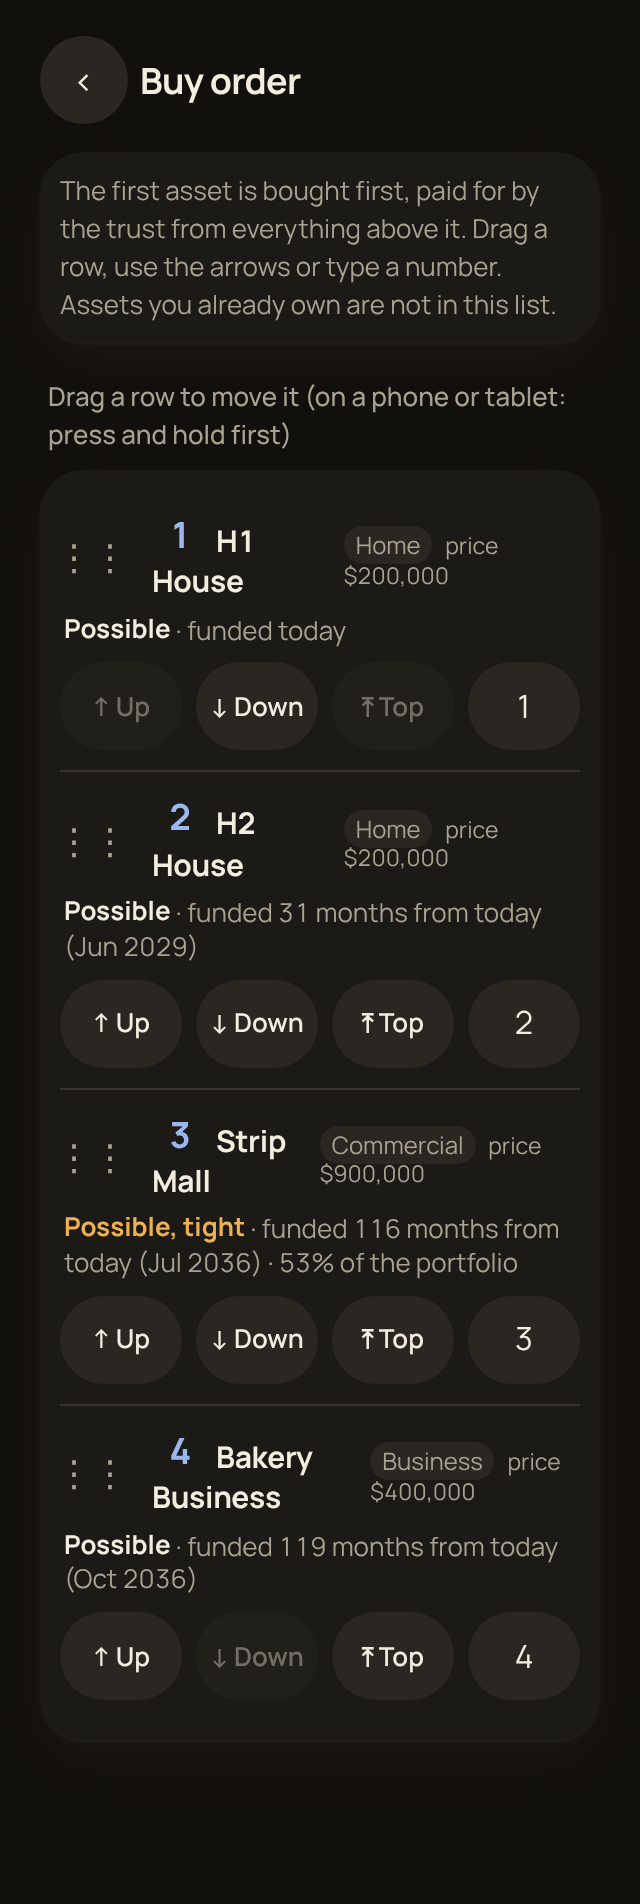 Buy order
The first asset is bought first, paid for by
the trust from everything above it. Drag a
row, use the arrows or type a number.
Assets you already own are not in this list.
Drag a row to move it (on a phone or tablet:
press and hold first)
⋮⋮ 1 H1 House
Home price
$200,000
Possible · funded today
↑ Up ↓ Down ⤒ Top 1
⋮⋮ 2 H2 House
Home price
$200,000
Possible · funded 31 months from today
(Jun 2029)
↑ Up ↓ Down ⤒ Top 2
⋮⋮ 3 Strip Mall
Commercial price
$900,000
Possible, tight · funded 116 months from
today (Jul 2036) · 53% of the portfolio
↑ Up ↓ Down ⤒ Top 3
⋮⋮ 4 Bakery Business
Business price
$400,000
Possible · funded 119 months from today
(Oct 2036)
↑ Up ↓ Down ⤒ Top 4